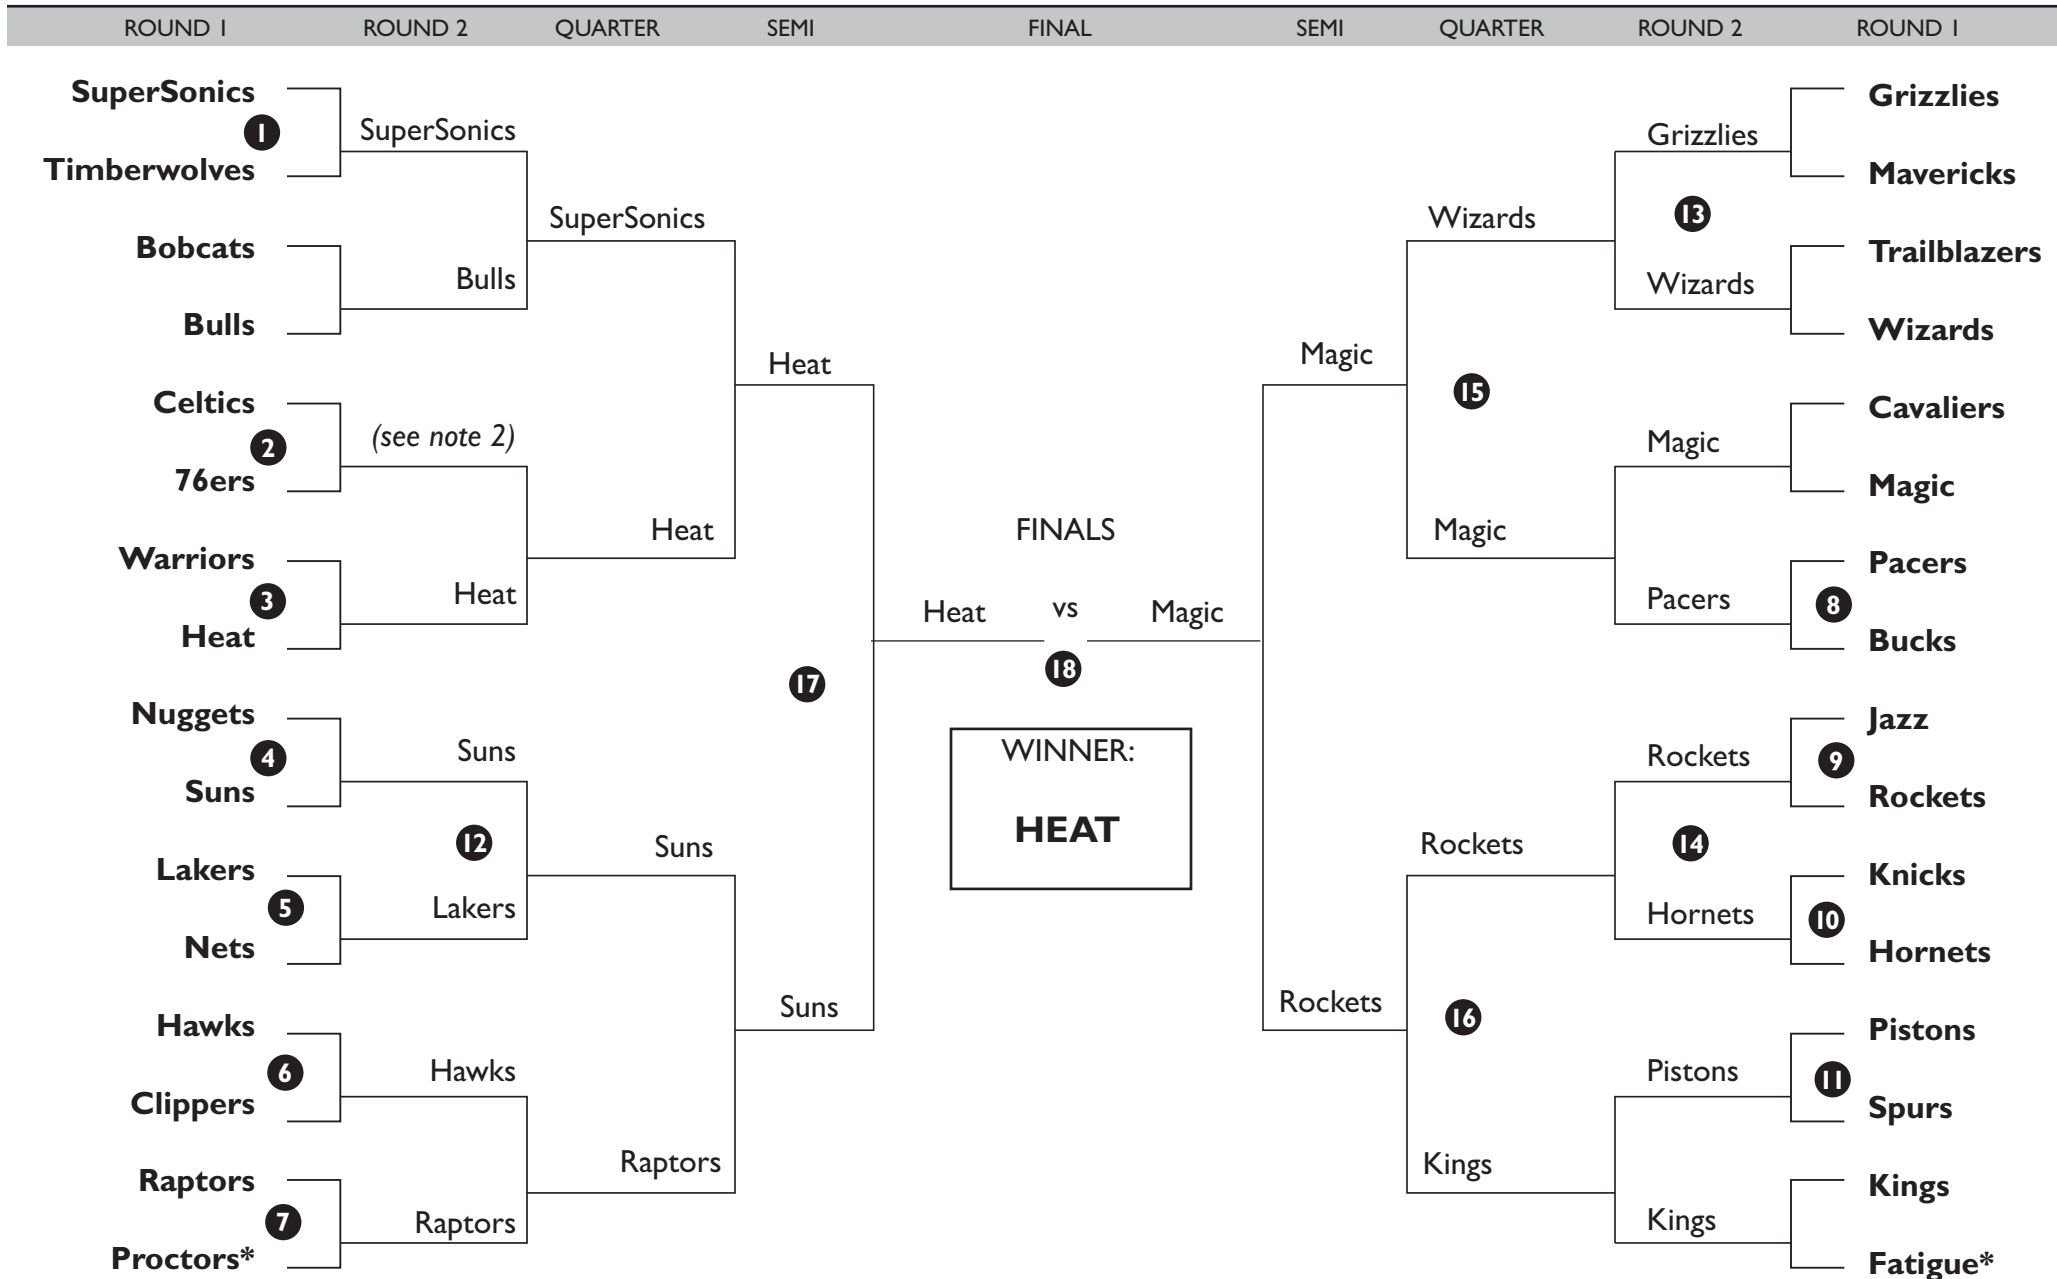 ROUND 1 ROUND 2 QUARTER SEMI FINAL SEMI QUARTER ROUND 2 ROUND 1
SuperSonics
1
Timberwolves
Bobcats
Bulls
Celtics
2
76ers
Warriors
3
Heat
Nuggets
4
Suns
Lakers
5
Nets
Hawks
6
Clippers
Raptors
7
Proctors*
SuperSonics
Bulls
(see note 2)
Heat
Suns
12
Lakers
Hawks
Raptors
SuperSonics
Heat
Suns
Raptors
Heat
17
Suns
FINALS
Heat vs Magic
18
WINNER:
HEAT
Magic
Rockets
Wizards
15
Magic
Rockets
16
Kings
Grizzlies
13
Wizards
Magic
Pacers
Rockets
14
Hornets
Pistons
Kings
Grizzlies
Mavericks
Trailblazers
Wizards
Cavaliers
Magic
Pacers
8
Bucks
Jazz
9
Rockets
Knicks
10
Hornets
Pistons
11
Spurs
Kings
Fatigue*